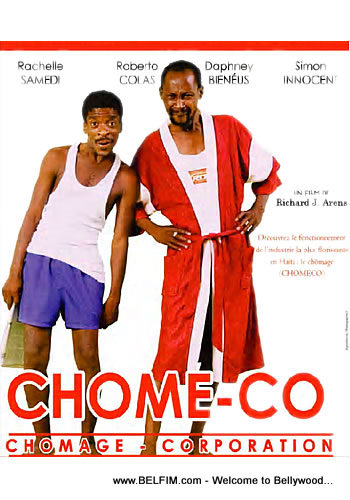 Rachelle Roberto Daphney Simon
SAMEDI COLAS BIENÉUS INNOCENT
UN FILM DE
Richard J. Arens
Découvrez le fonctionnement
de l'industrie la plus florissante
en Haïti : le chômage
(CHOMECO)
CHOME-CO
CHOMAGE - CORPORATION
www.BELFIM.com - Welcome to Bellywood...